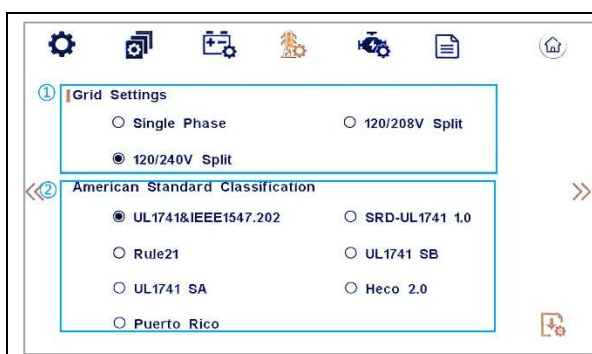 ① Grid Settings
Single Phase 120/208V Split
120/240V Split
② American Standard Classification
UL1741&IEEE1547.202 SRD-UL1741 1.0
Rule21 UL1741 SB
UL1741 SA Heco 2.0
Puerto Rico